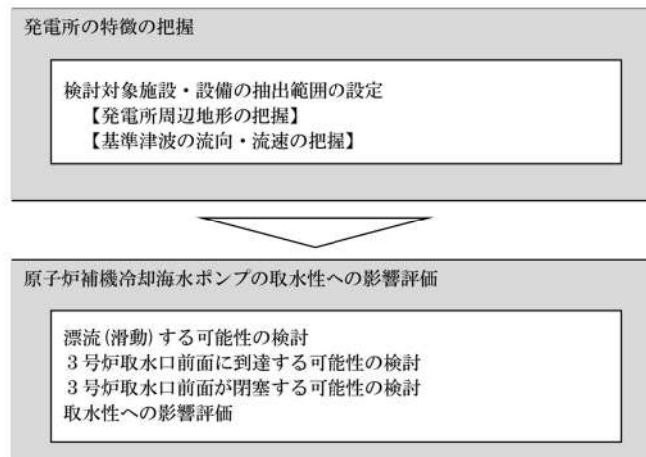 発電所の特徴の把握
検討対象施設・設備の抽出範囲の設定
【発電所周辺地形の把握】
【基準津波の流向・流速の把握】
原子炉補機冷却海水ポンプの取水性への影響評価
漂流(滑動)する可能性の検討
3号炉取水口前面に到達する可能性の検討
3号炉取水口前面が閉塞する可能性の検討
取水性への影響評価